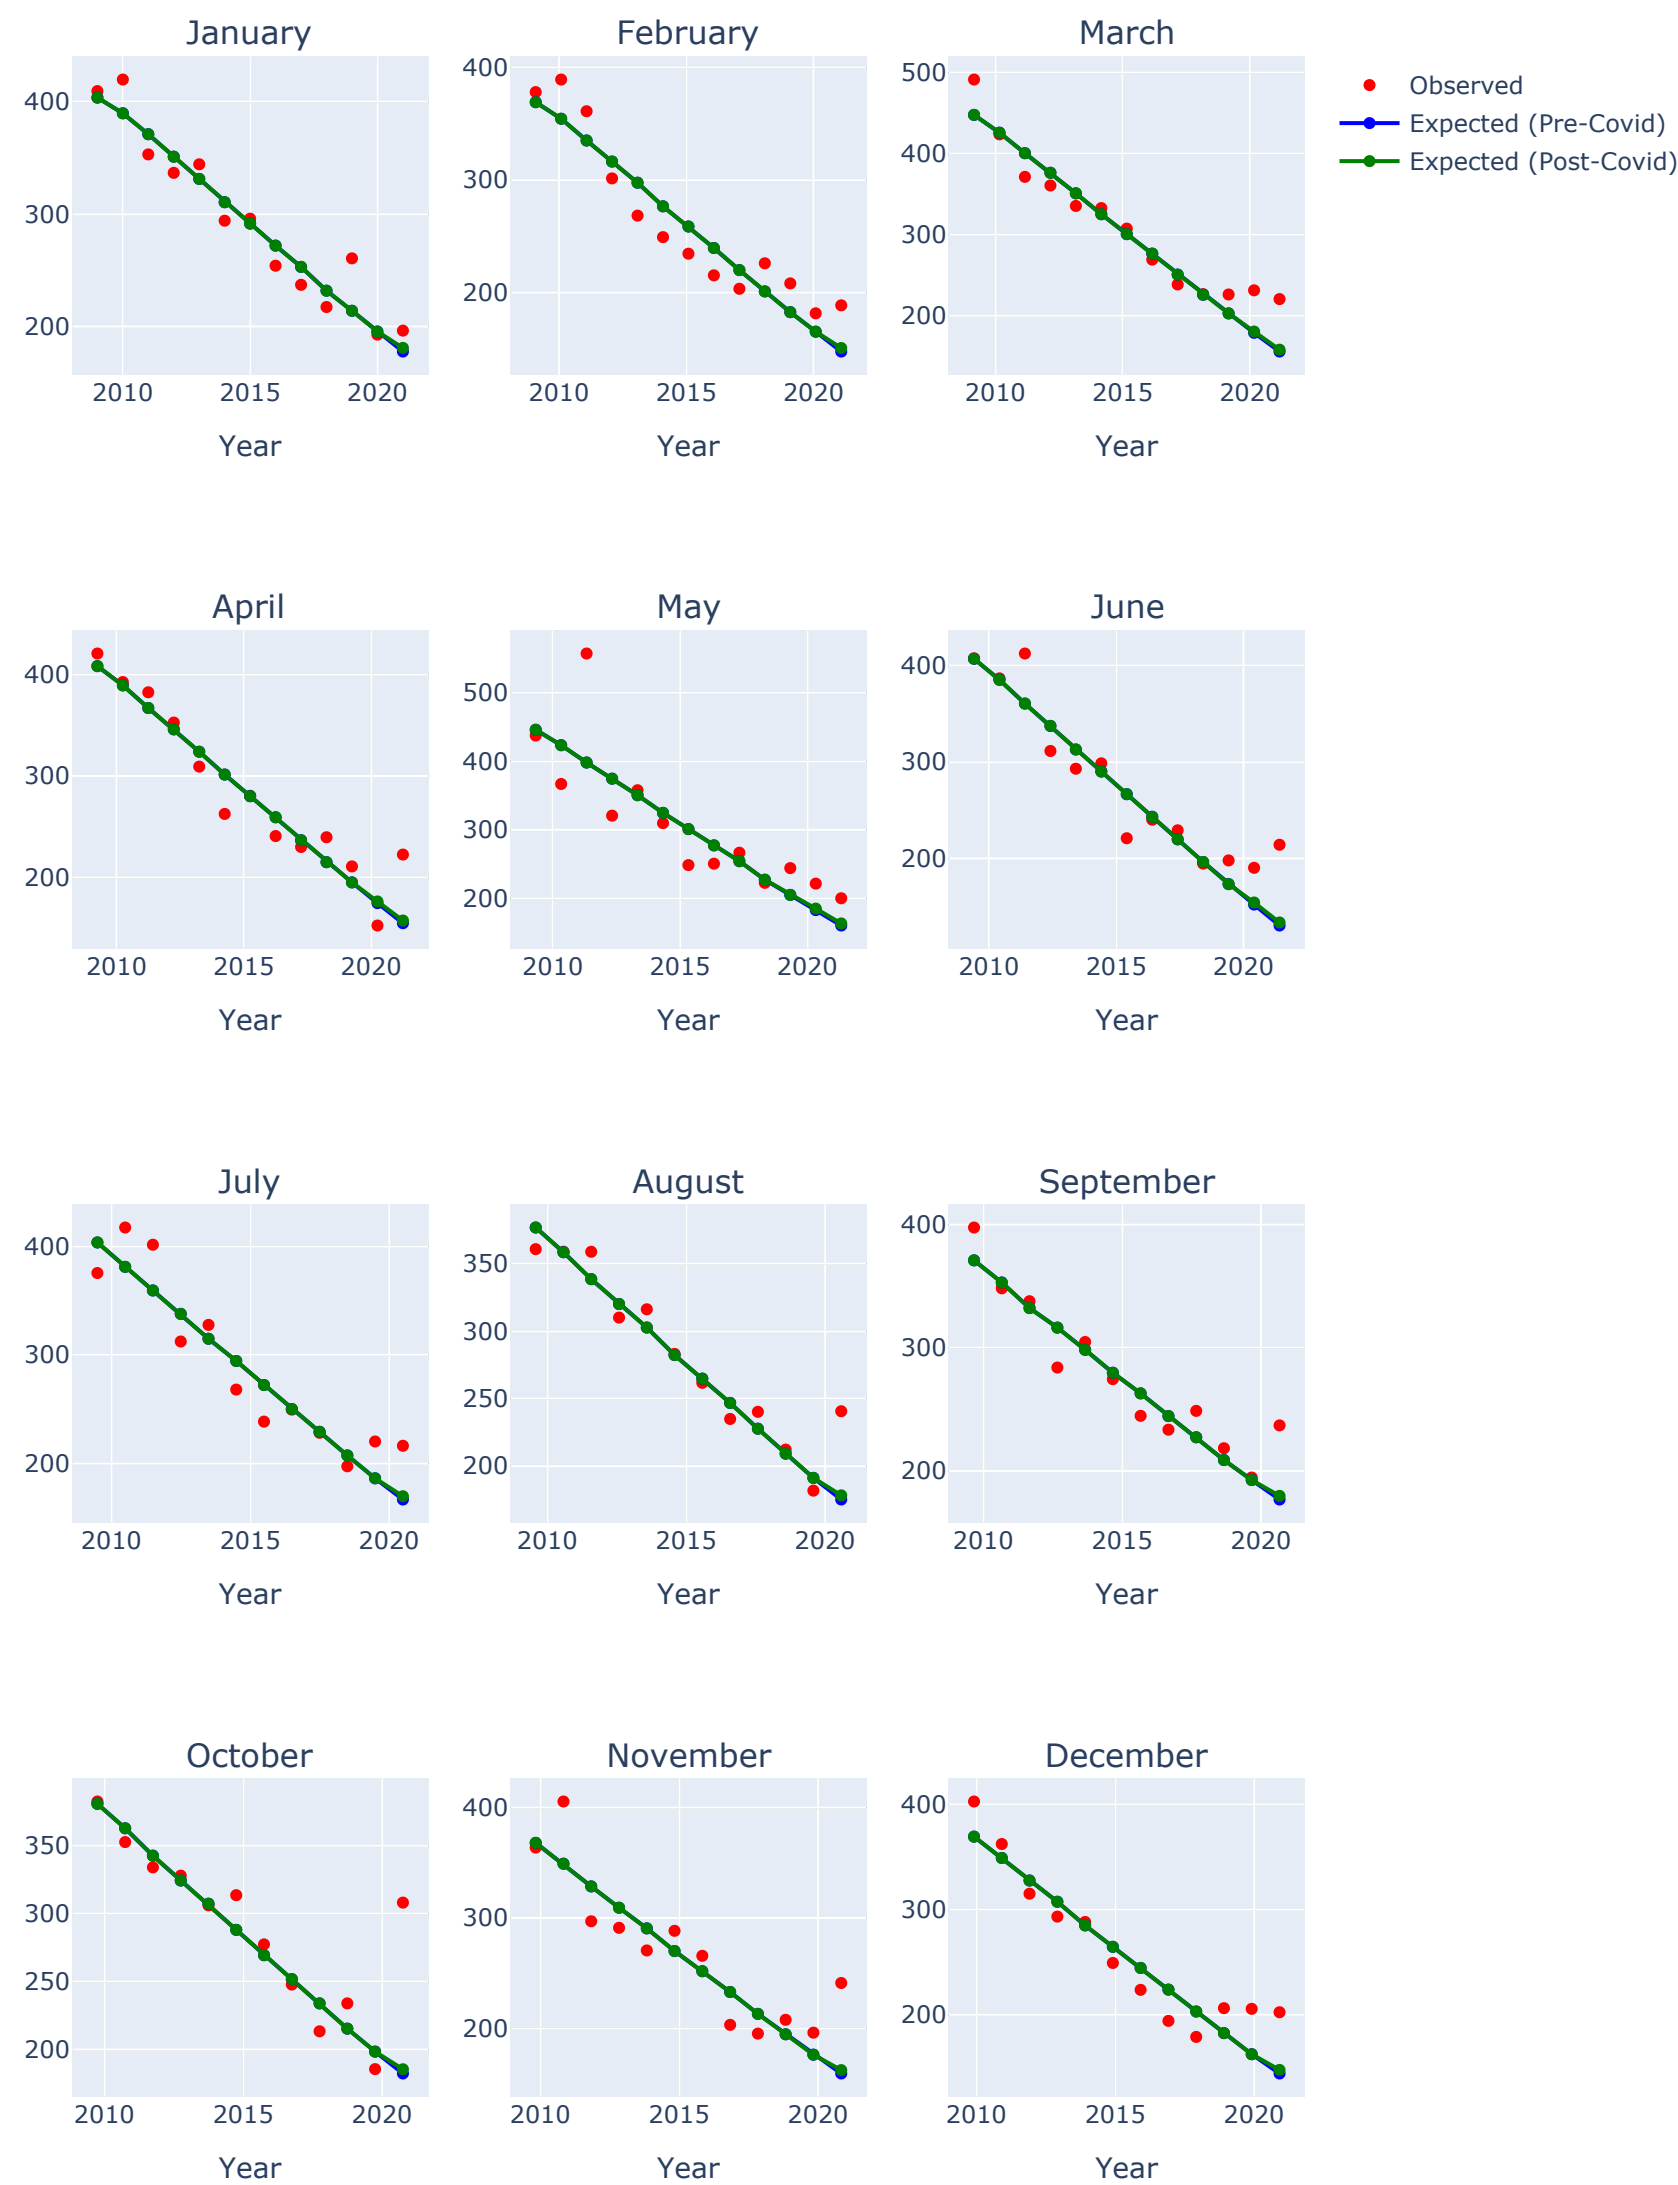 January
February
March
400
300
200
2010 2015 2020
Year
400
300
200
2010 2015 2020
Year
500
400
300
200
2010 2015 2020
Year
Observed
Expected (Pre-Covid)
Expected (Post-Covid)
April
May
June
400
300
200
2010 2015 2020
Year
500
400
300
200
2010 2015 2020
Year
400
300
200
2010 2015 2020
Year
July
August
September
400
300
200
2010 2015 2020
Year
350
300
250
200
2010 2015 2020
Year
400
300
200
2010 2015 2020
Year
October
November
December
350
300
250
200
2010 2015 2020
Year
400
300
200
2010 2015 2020
Year
400
300
200
2010 2015 2020
Year